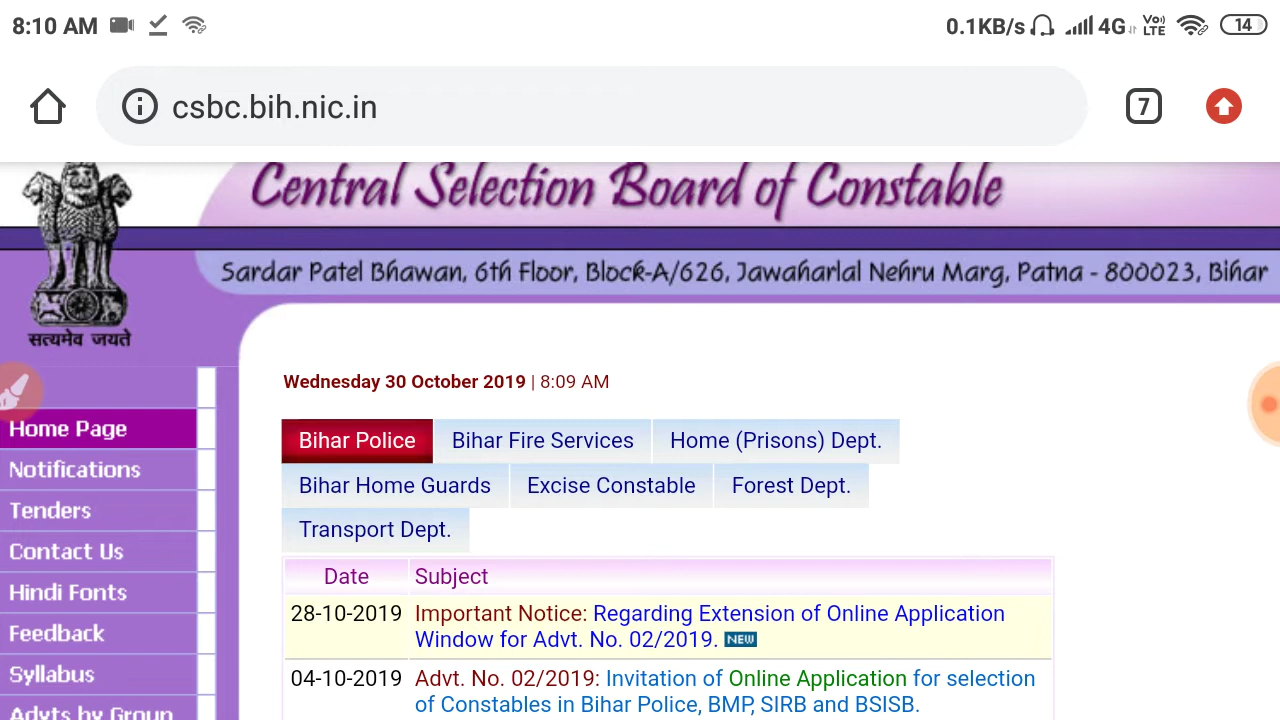 8:10 AM
0.1KB/s 4G VoLTE 14
csbc.bih.nic.in
7
Central Selection Board of Constable
Sardar Patel Bhawan, 6th Floor, Block-A/626, Jawaharlal Nehru Marg, Patna - 800023, Bihar
सत्यमेव जयते
Wednesday 30 October 2019 | 8:09 AM
Home Page
Notifications
Tenders
Contact Us
Hindi Fonts
Feedback
Syllabus
Advts by Group
Bihar Police Bihar Fire Services Home (Prisons) Dept.
Bihar Home Guards Excise Constable Forest Dept.
Transport Dept.
Date Subject
28-10-2019 Important Notice: Regarding Extension of Online Application
Window for Advt. No. 02/2019. NEW
04-10-2019 Advt. No. 02/2019: Invitation of Online Application for selection
of Constables in Bihar Police, BMP, SIRB and BSISB.